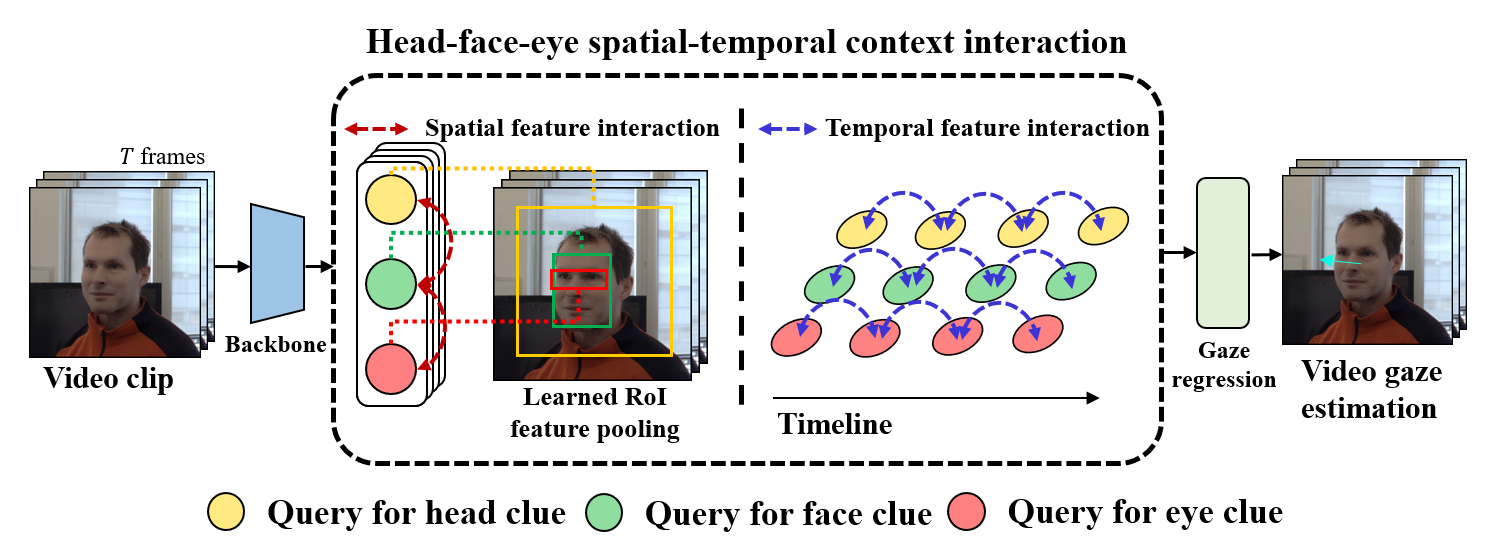 Head-face-eye spatial-temporal context interaction
Spatial feature interaction
Temporal feature interaction
T frames
Video clip
Backbone
Learned RoI
feature pooling
Timeline
Gaze
regression
Video gaze
estimation
Query for head clue
Query for face clue
Query for eye clue